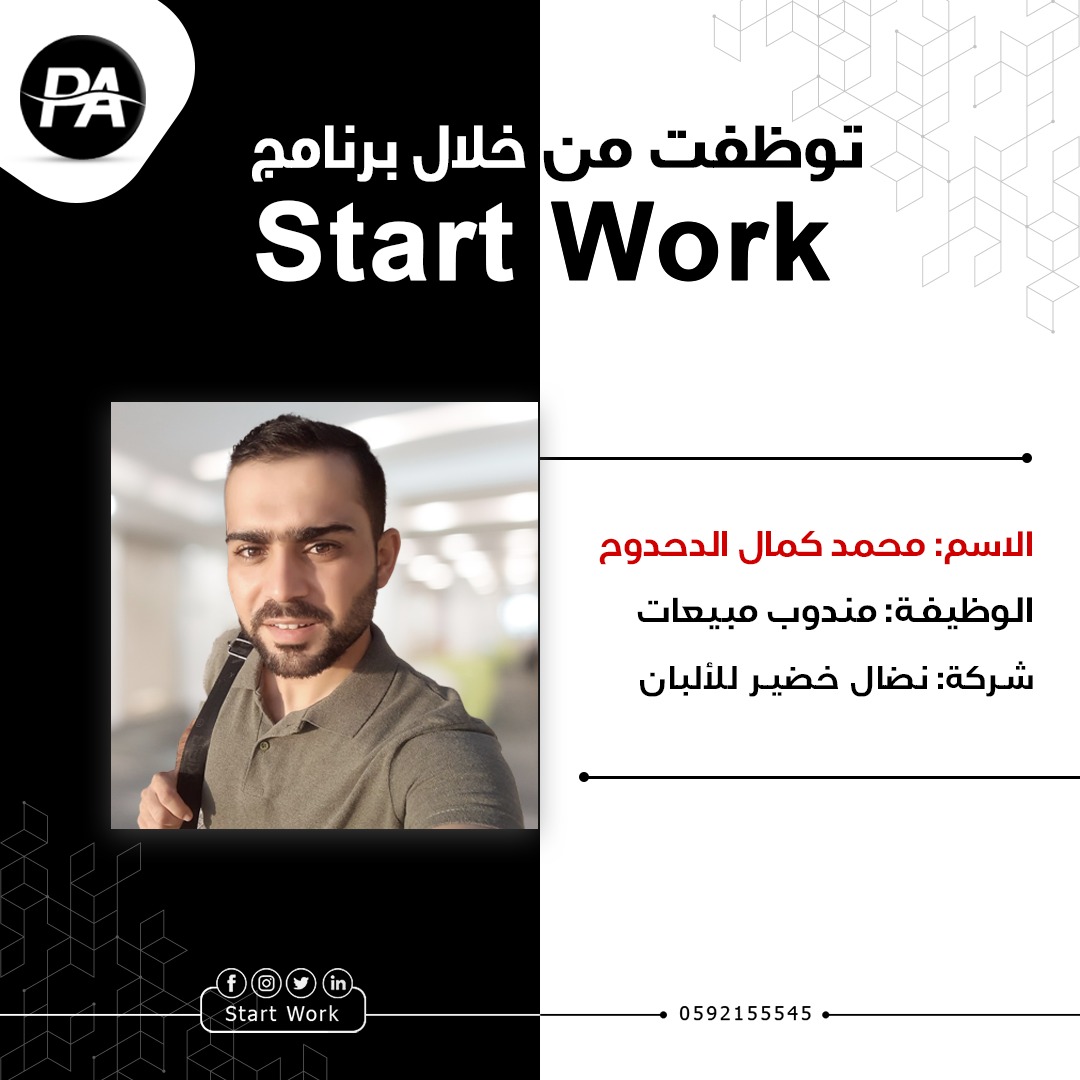 PA
توظفت من خلال برنامج
Start Work
الاسم: محمد كمال الدحدوح
الوظيفة: مندوب مبيعات
شركة: نضال خضير للألبان
Start Work
0592155545